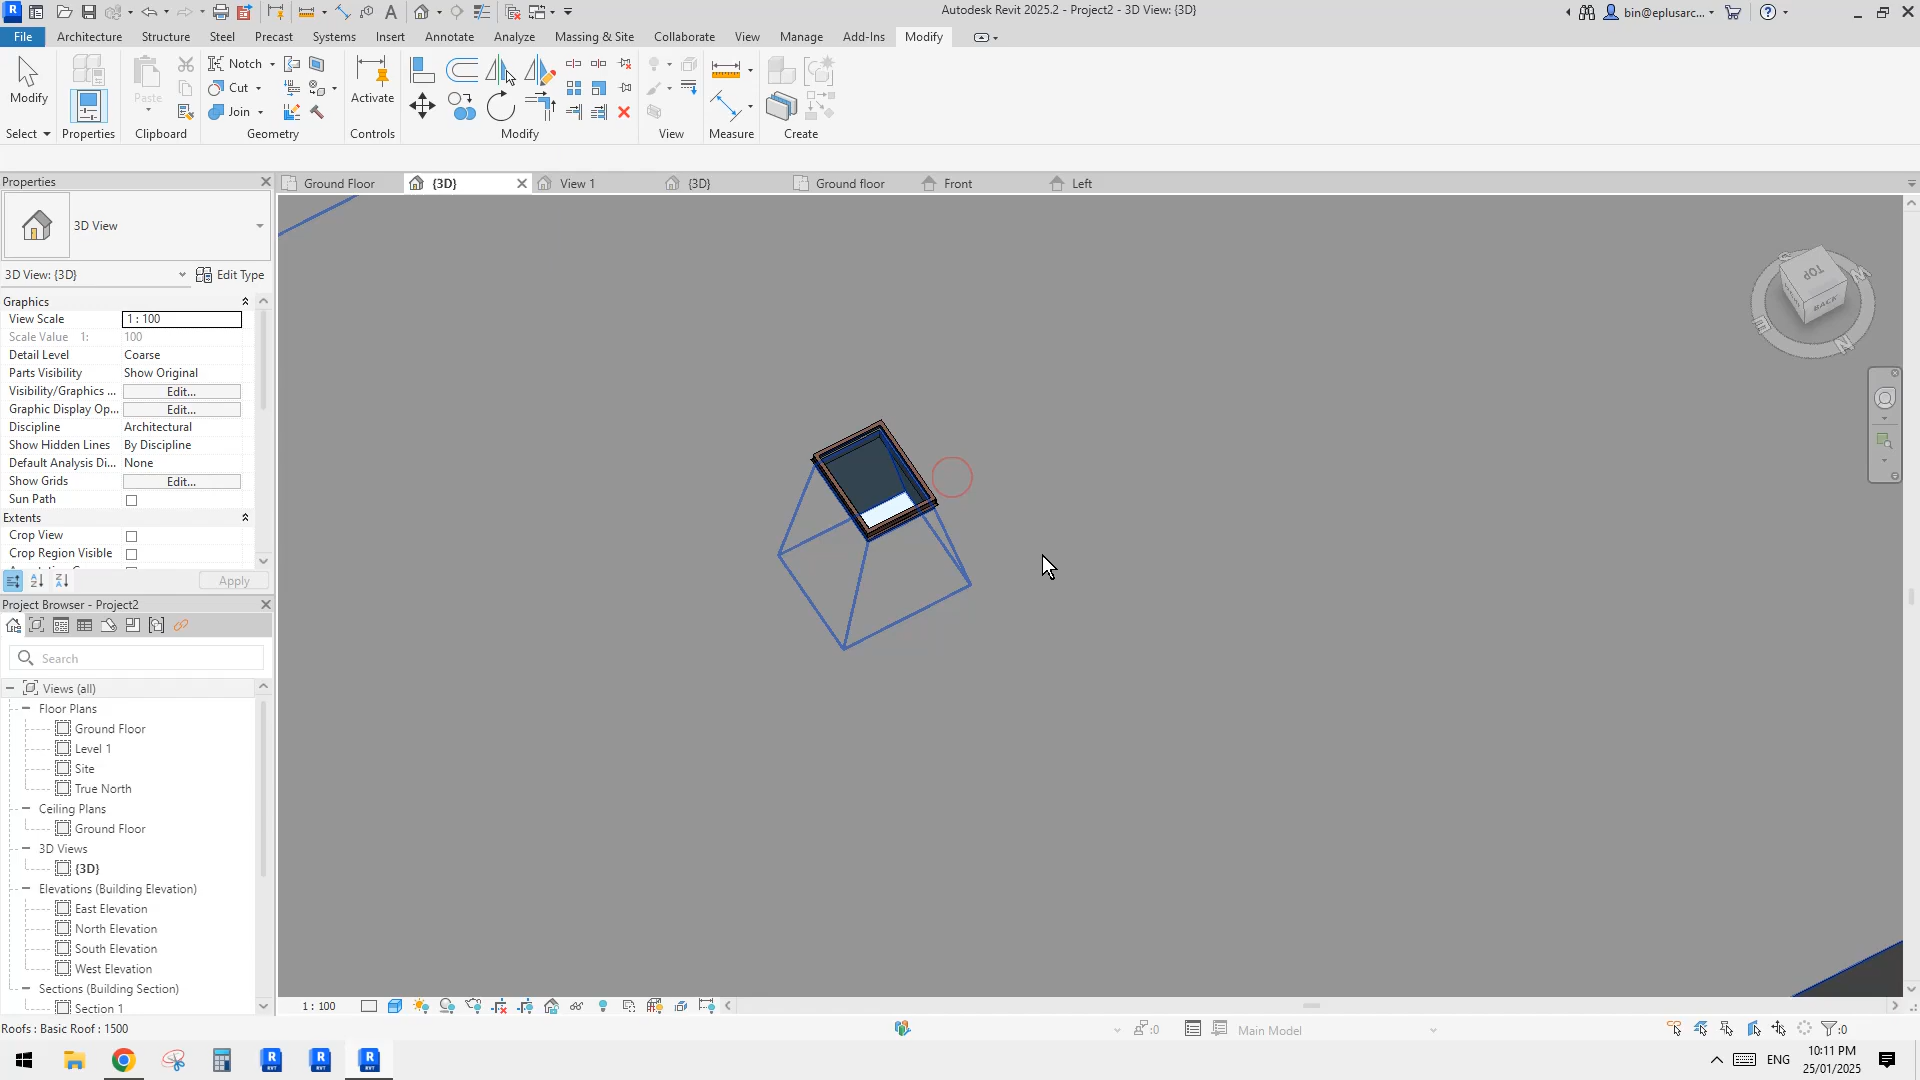 Autodesk Revit 2025.2 - Project2 - 3D View: {3D}
bin@eplusarc...
File
Architecture
Structure
Steel
Precast
Systems
Insert
Annotate
Analyze
Massing & Site
Collaborate
View
Manage
Add-Ins
Modify
Modify
Paste
Notch
Cut
Join
Activate
Select
Properties
Clipboard
Geometry
Controls
Modify
View
Measure
Create
Properties
Ground Floor
{3D}
View 1
{3D}
Ground floor
Front
Left
3D View
3D View: {3D}
Edit Type
Graphics
View Scale
1 : 100
Scale Value    1:
100
Detail Level
Coarse
Parts Visibility
Show Original
Visibility/Graphics ...
Edit...
Graphic Display Op...
Edit...
Discipline
Architectural
Show Hidden Lines
By Discipline
Default Analysis Di...
None
Show Grids
Edit...
Sun Path
Extents
Crop View
Crop Region Visible
Apply
TOP
BACK
S
W
E
N
Project Browser - Project2
Search
Views (all)
Floor Plans
Ground Floor
Level 1
Site
True North
Ceiling Plans
Ground Floor
3D Views
{3D}
Elevations (Building Elevation)
East Elevation
North Elevation
South Elevation
West Elevation
Sections (Building Section)
Section 1
1 : 100
Roofs : Basic Roof : 1500
:0
Main Model
:0
ENG
10:11 PM
25/01/2025